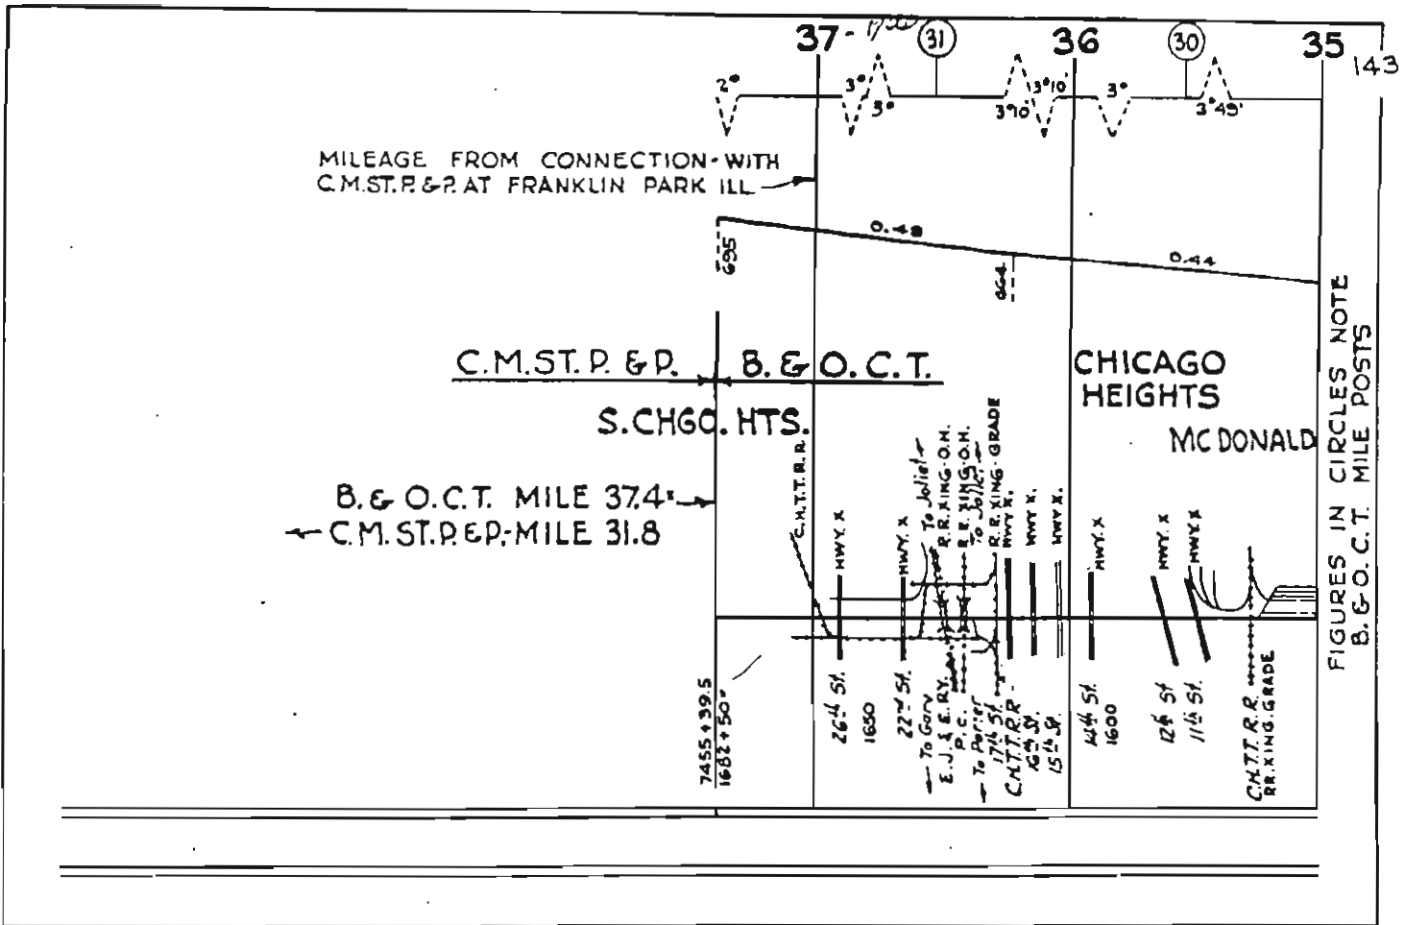 37
31
36
30
35
143
2°
3°
3°
3°10'
3°10'
3°
3°45'
MILEAGE FROM CONNECTION WITH
C.M.ST.P. & P. AT FRANKLIN PARK ILL
0.48
0.44
695
664
C.M.ST. P. & P.
B. & O. C. T.
CHICAGO
HEIGHTS
S. CHGO. HTS.
MC DONALD
B. & O. C. T. MILE 37.4
C. M. ST. P. & P. MILE 31.8
FIGURES IN CIRCLES NOTE
B. & O. C. T. MILE POSTS
C.H.T.T.R.R.
HWY. X
HWY. X
To Joliet
R.R. XING. O.H.
R.R. XING. O.H.
To Joliet
R.R. XING. GRADE
HWY X.
HWY X.
HWY X.
HWY. X
HWY. X
HWY X
7455 + 39.5
1682 + 50
26th St.
1650
22nd St.
To Gary
E. J. & E. RY.
P. C.
To Porter
17th St.
C.H.T.T.R.R.
16th St.
15th St.
14th St.
1600
12th St
11th St.
C.H.T.T. R.R.
RR. XING. GRADE